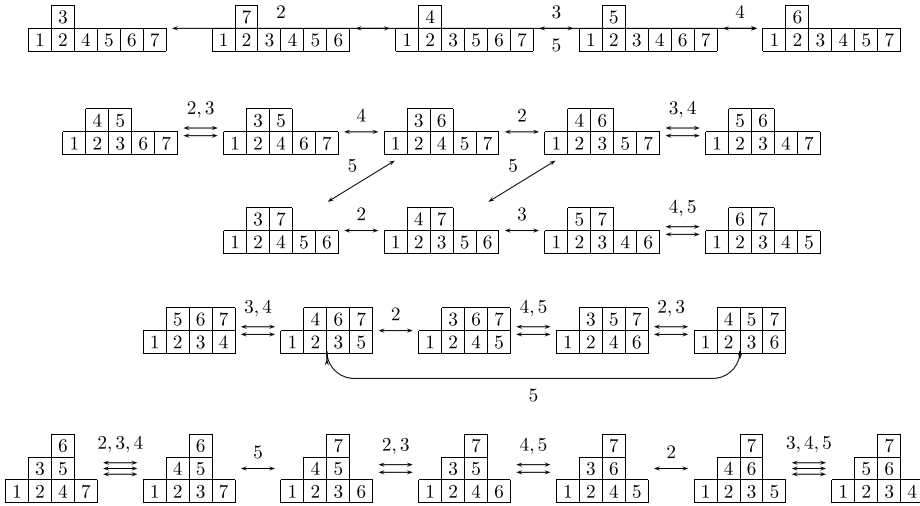 3 7 2 4 3 5 4 6
1 2 4 5 6 7 1 2 3 4 5 6 1 2 3 5 6 7 5 1 2 3 4 6 7 1 2 3 4 5 7
4 5 2,3 3 5 4 3 6 2 4 6 3,4 5 6
1 2 3 6 7 1 2 4 6 7 1 2 4 5 7 1 2 3 5 7 1 2 3 4 7
5 5
3 7 2 4 7 3 5 7 4,5 6 7
1 2 4 5 6 1 2 3 5 6 1 2 3 4 6 1 2 3 4 5
5 6 7 3,4 4 6 7 2 3 6 7 4,5 3 5 7 2,3 4 5 7
1 2 3 4 1 2 3 5 1 2 4 5 1 2 4 6 1 2 3 6
5
6 2,3,4 6 5 7 2,3 7 4,5 7 2 7 3,4,5 7
3 5 4 5 4 5 3 5 3 6 4 6 5 6
1 2 4 7 1 2 3 7 1 2 3 6 1 2 4 6 1 2 4 5 1 2 3 5 1 2 3 4